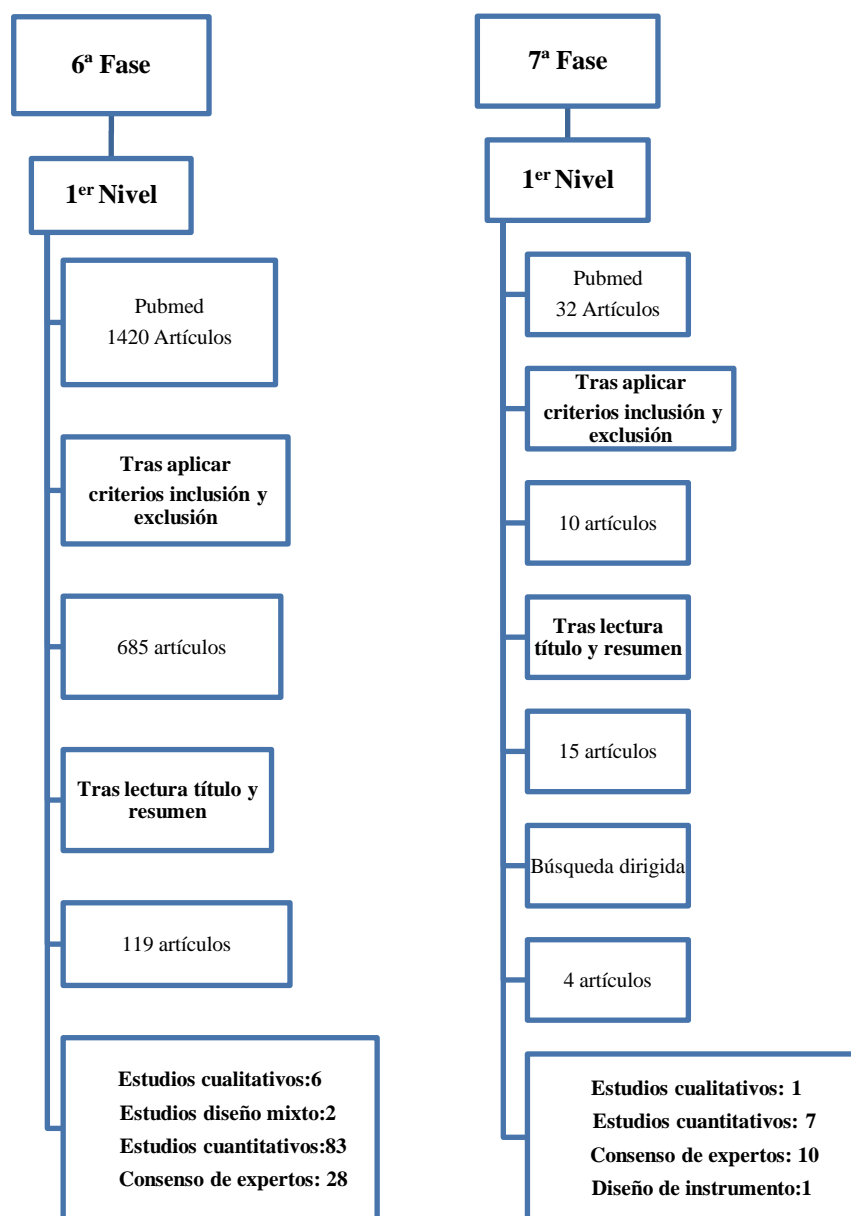 6ª Fase
1er Nivel
Pubmed
1420 Artículos
Tras aplicar
criterios inclusión y
exclusión
685 artículos
Tras lectura título y
resumen
119 artículos
Estudios cualitativos:6
Estudios diseño mixto:2
Estudios cuantitativos:83
Consenso de expertos: 28
7ª Fase
1er Nivel
Pubmed
32 Artículos
Tras aplicar
criterios inclusión y
exclusión
10 artículos
Tras lectura
título y resumen
15 artículos
Búsqueda dirigida
4 artículos
Estudios cualitativos: 1
Estudios cuantitativos: 7
Consenso de expertos: 10
Diseño de instrumento:1